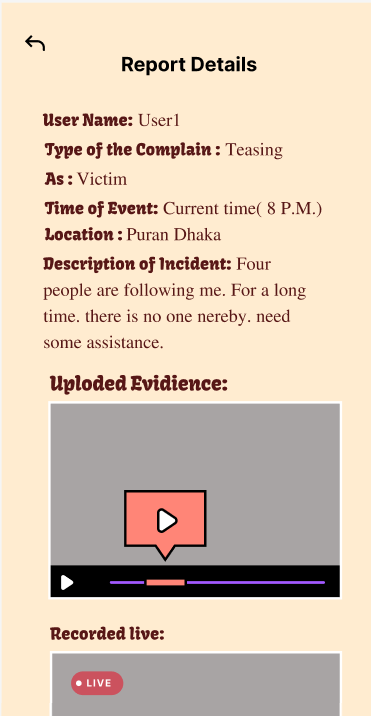 Report Details
User Name: User1
Type of the Complain : Teasing
As : Victim
Time of Event: Current time( 8 P.M.)
Location : Puran Dhaka
Description of Incident: Four
people are following me. For a long
time. there is no one nereby. need
some assistance.
Uploded Evidience:
Recorded live:
LIVE